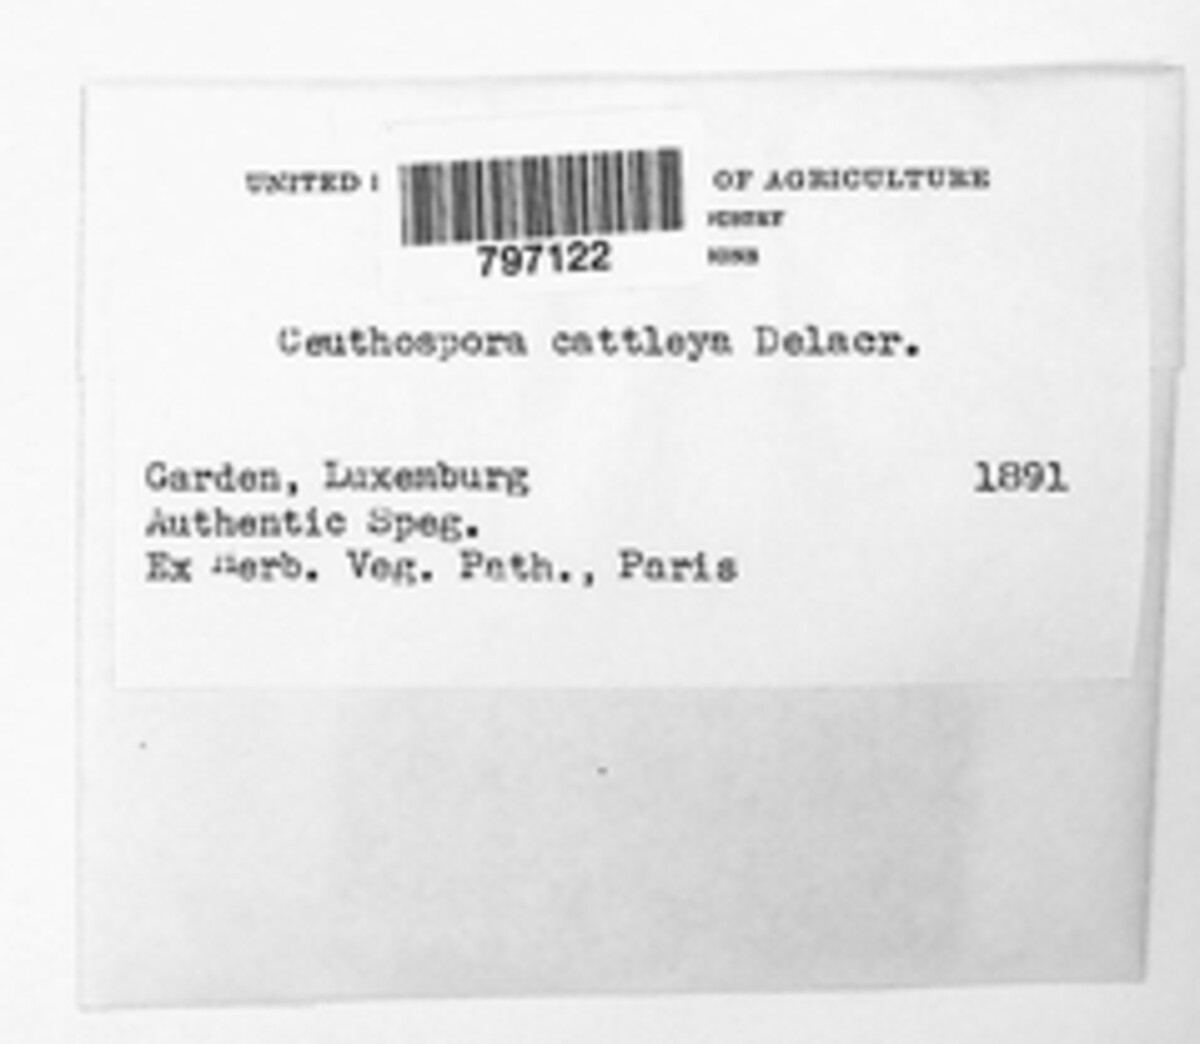 UNITED OF AGRICULTURE
797122
Ceuthospora cattleya Delacr.
Garden, Luxemburg 1891
Authentic Speg.
Ex Herb. Veg. Path., Paris